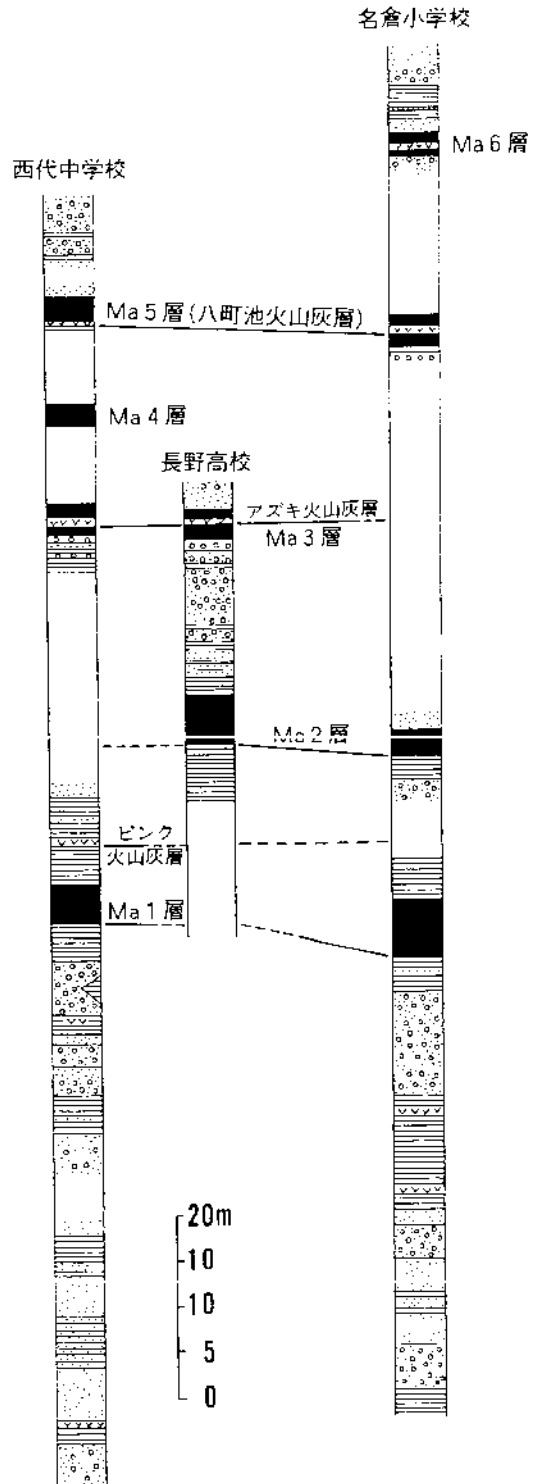 名倉小学校
Ma 6 層
西代中学校
Ma 5 層 (八町池火山灰層)
Ma 4 層
長野高校
アズキ火山灰層
Ma 3 層
Ma 2 層
ピンク
火山灰層
Ma 1 層
20m
10
10
5
0